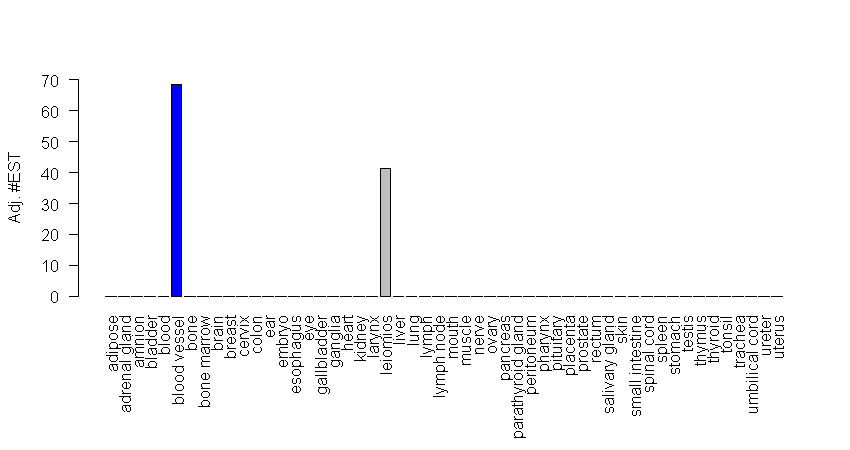 Adj. #EST
70
60
50
40
30
20
10
0
adipose
adrenal gland
amnion
bladder
blood
blood vessel
bone
bone marrow
brain
breast
cervix
colon
ear
embryo
esophagus
eye
gallbladder
ganglia
heart
kidney
larynx
leiomios
liver
lung
lymph
lymph node
mouth
muscle
nerve
ovary
pancreas
parathyroid gland
peritoneum
pharynx
pituitary
placenta
prostate
rectum
salivary gland
skin
small intestine
spinal cord
spleen
stomach
testis
thymus
thyroid
tonsil
trachea
umbilical cord
ureter
uterus